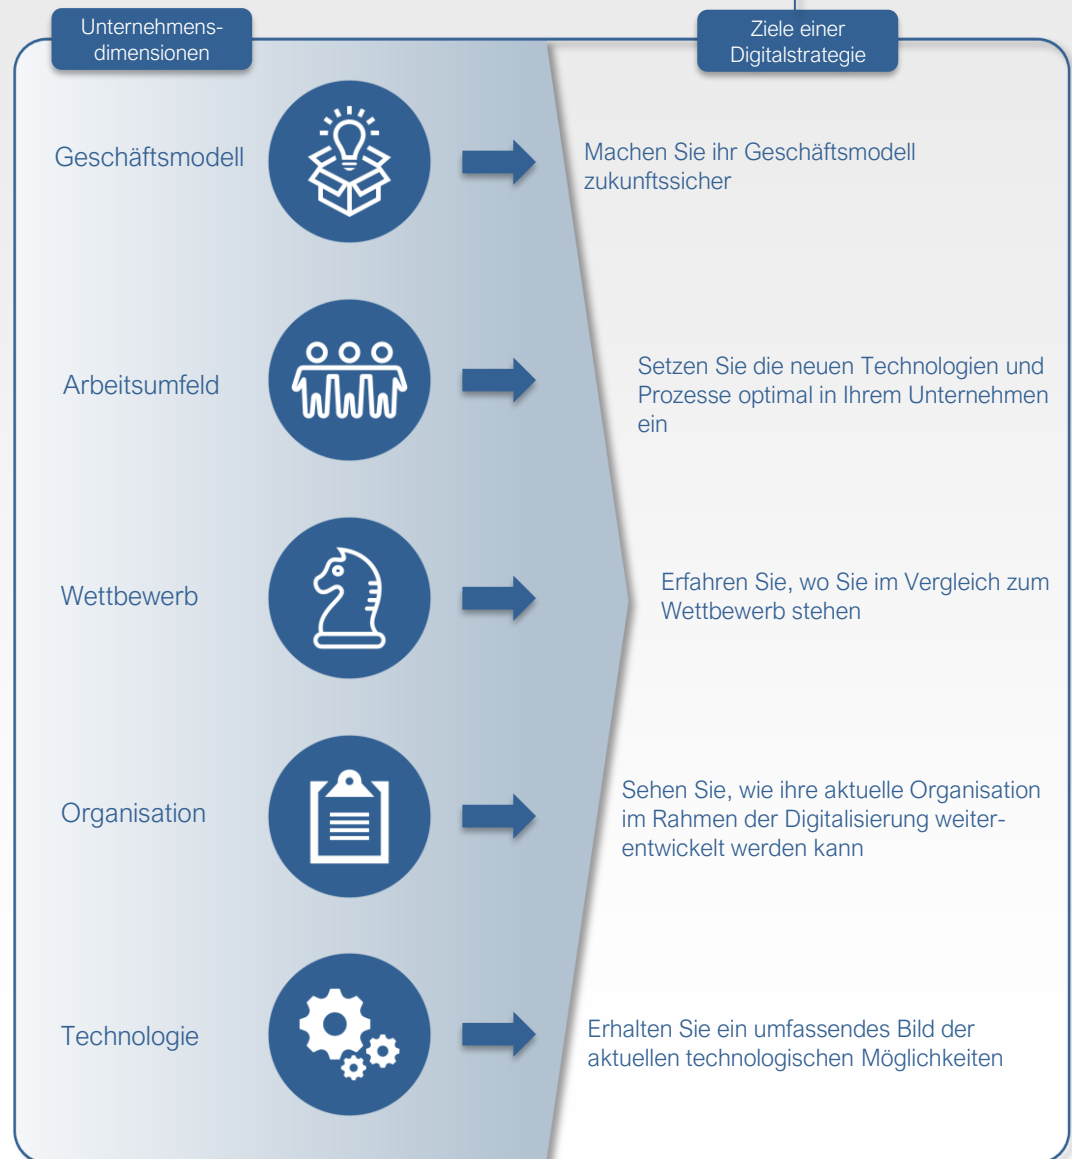 Unternehmens-
dimensionen
Ziele einer
Digitalstrategie
Geschäftsmodell
Machen Sie ihr Geschäftsmodell
zukunftssicher
Arbeitsumfeld
Setzen Sie die neuen Technologien und
Prozesse optimal in Ihrem Unternehmen
ein
Wettbewerb
Erfahren Sie, wo Sie im Vergleich zum
Wettbewerb stehen
Organisation
Sehen Sie, wie ihre aktuelle Organisation
im Rahmen der Digitalisierung weiter-
entwickelt werden kann
Technologie
Erhalten Sie ein umfassendes Bild der
aktuellen technologischen Möglichkeiten